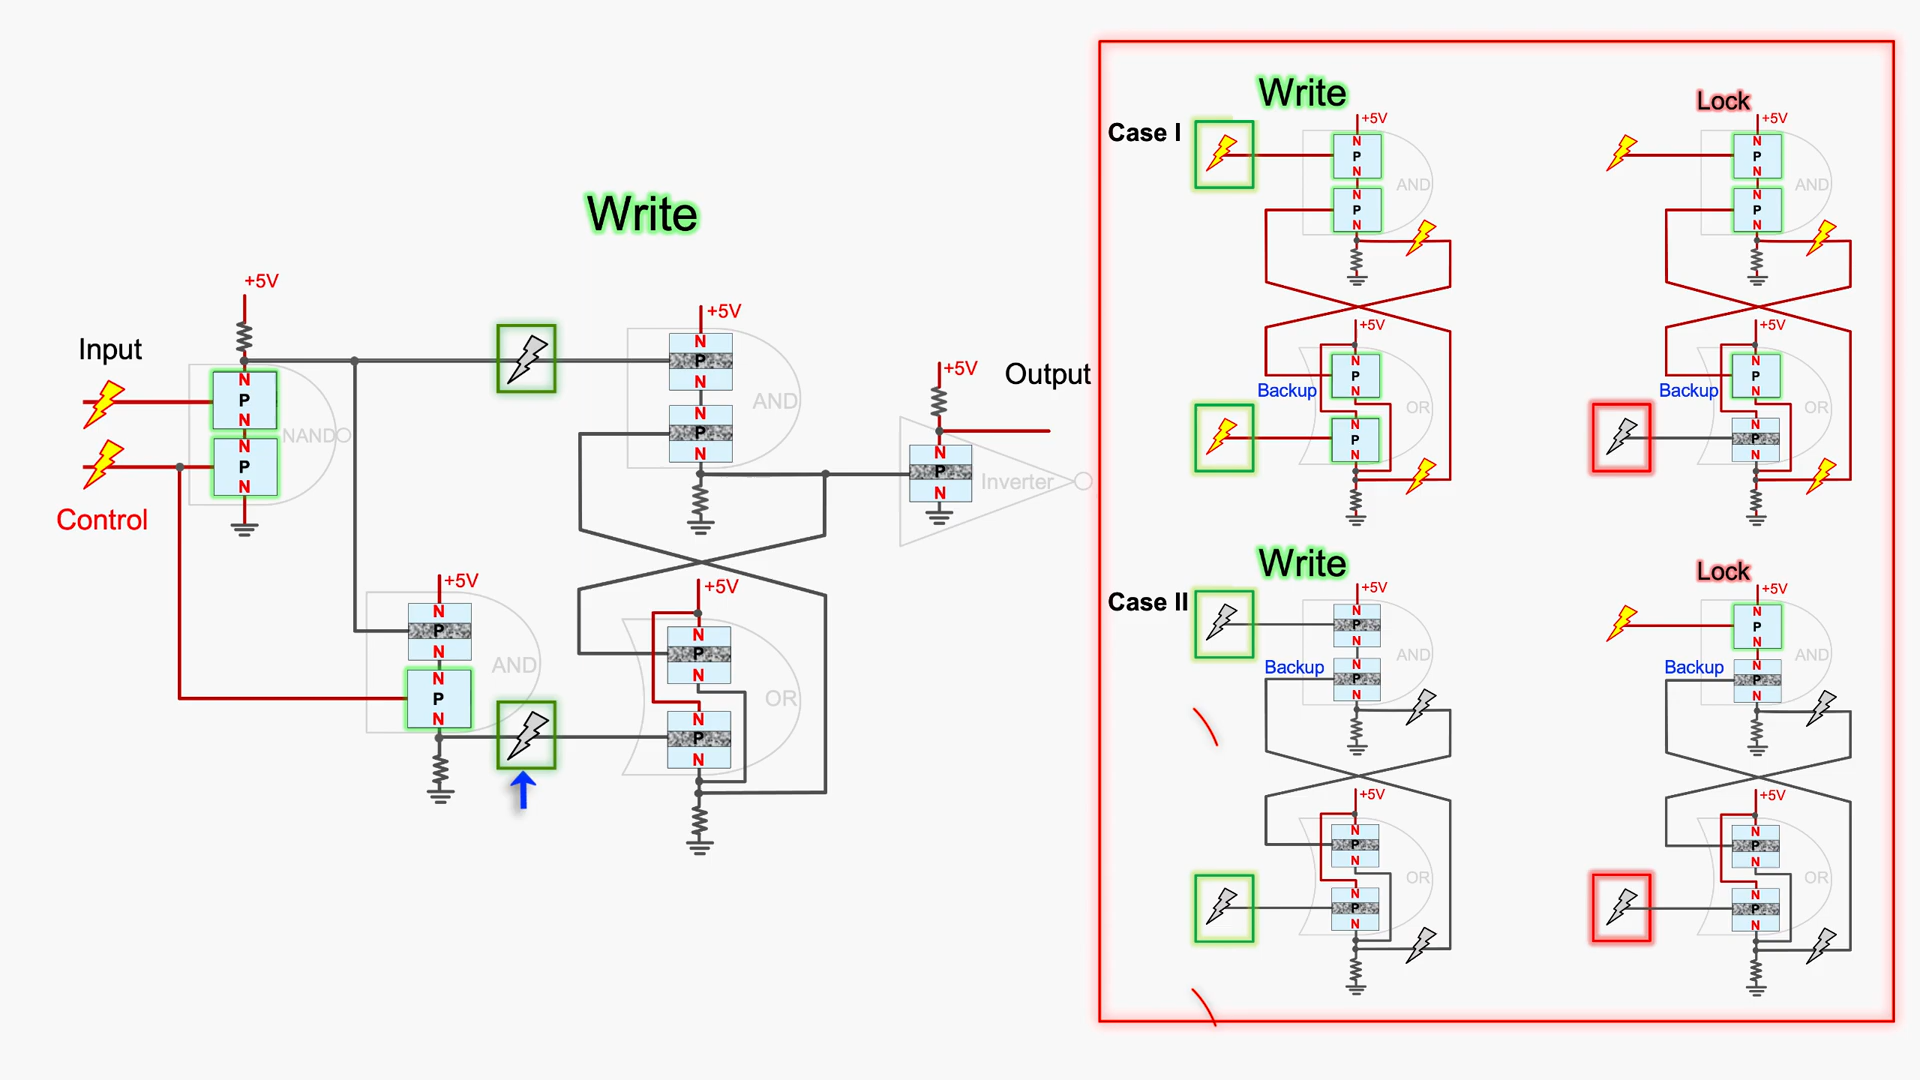 Write
+5V
Input
N
P
N
N
P
N
NAND
Control
+5V
N
P
N
N
P
N
AND
+5V
N
P
N
N
P
N
AND
+5V
N
P
N
N
P
N
OR
+5V
Output
N
P
N
Inverter
Write
Case I
+5V
N
P
N
N
P
N
AND
+5V
Backup
N
P
N
N
P
N
OR
Lock
+5V
N
P
N
N
P
N
AND
+5V
Backup
N
P
N
N
P
N
OR
Write
Case II
+5V
N
P
N
Backup
N
P
N
AND
+5V
N
P
N
N
P
N
OR
Lock
+5V
N
P
N
Backup
N
P
N
AND
+5V
N
P
N
N
P
N
OR